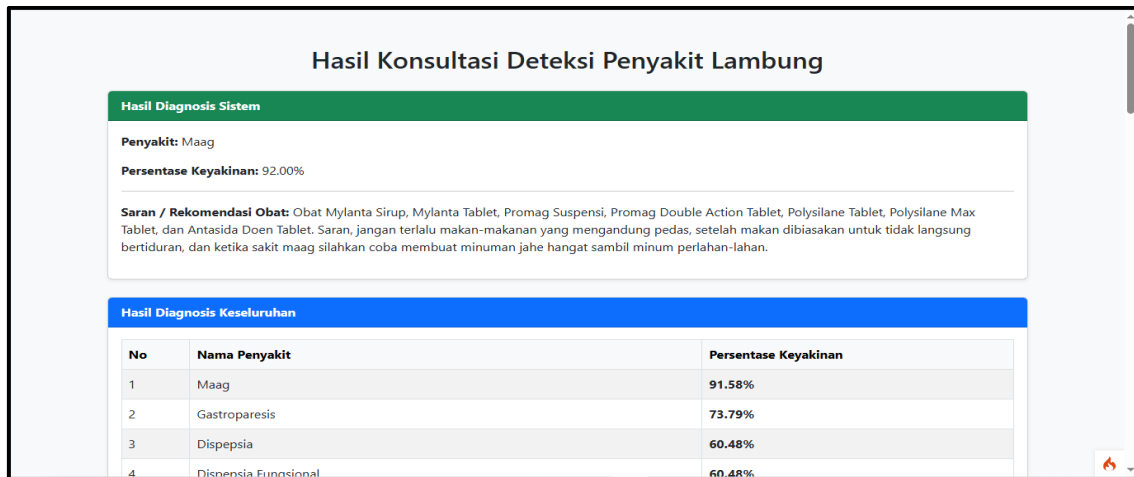 Hasil Konsultasi Deteksi Penyakit Lambung
Hasil Diagnosis Sistem
Penyakit: Maag
Persentase Keyakinan: 92.00%
Saran / Rekomendasi Obat: Obat Mylanta Sirup, Mylanta Tablet, Promag Suspensi, Promag Double Action Tablet, Polysilane Tablet, Polysilane Max
Tablet, dan Antasida Doen Tablet. Saran, jangan terlalu makan-makanan yang mengandung pedas, setelah makan dibiasakan untuk tidak langsung
bertiduran, dan ketika sakit maag silahkan coba membuat minuman jahe hangat sambil minum perlahan-lahan.
Hasil Diagnosis Keseluruhan
No Nama Penyakit Persentase Keyakinan
1 Maag 91.58%
2 Gastroparesis 73.79%
3 Dispepsia 60.48%
4 Dispepsia Fungsional 60.48%